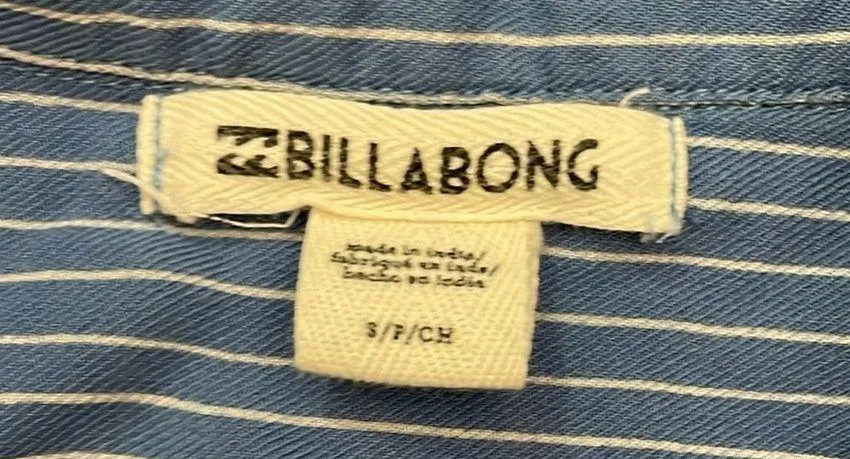 BILLABONG
made in india/
fabriqué en inde/
hecho en india
S/P/CH